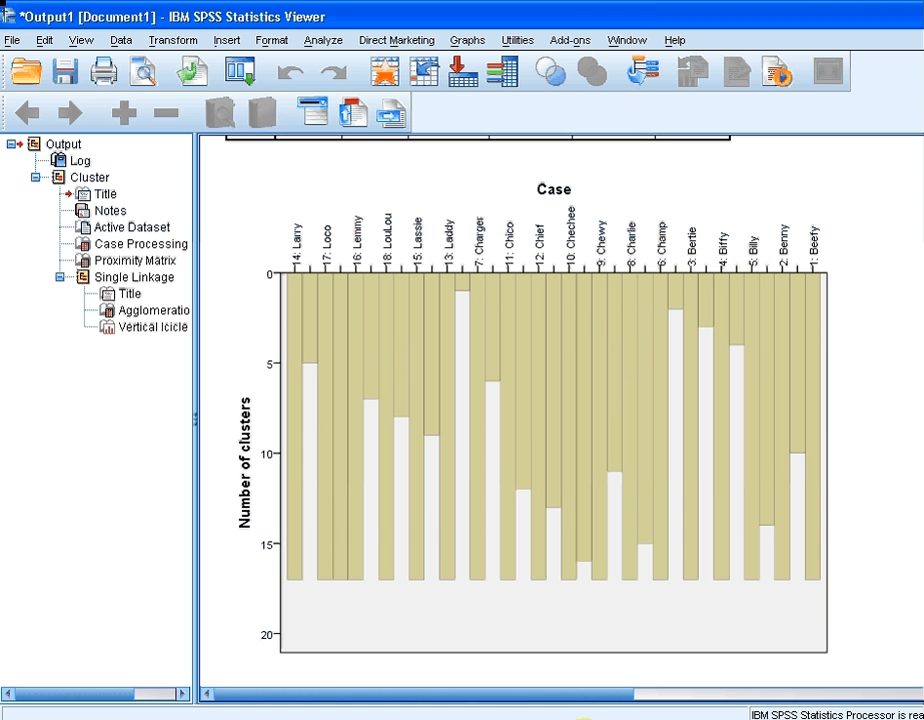 *Output1 [Document1] - IBM SPSS Statistics Viewer
File Edit View Data Transform Insert Format Analyze Direct Marketing Graphs Utilities Add-ons Window Help
Output
Log
Cluster
Title
Notes
Active Dataset
Case Processing
Proximity Matrix
Single Linkage
Title
Agglomeratio
Vertical Icicle
Case
14: Larry
17: Loco
16: Lemmy
18: LouLou
15: Lassie
13: Laddy
7: Charger
11: Chico
12: Chief
10: Chechee
9: Chewy
8: Charlie
6: Champ
3: Bertie
4: Biffy
5: Billy
2: Benny
1: Beefy
Number of clusters
0
5
10
15
20
IBM SPSS Statistics Processor is rea